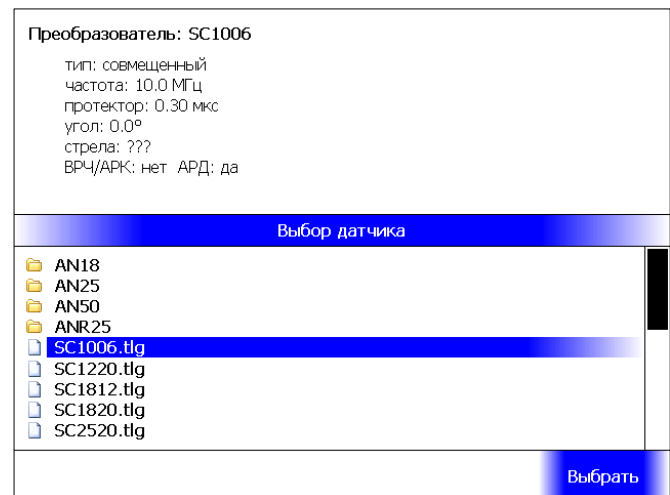 Преобразователь: SC1006
тип: совмещенный
частота: 10.0 МГц
протектор: 0.30 мкс
угол: 0.0º
стрела: ???
ВРЧ/АРК: нет АРД: да
Выбор датчика
AN18
AN25
AN50
ANR25
SC1006.tlg
SC1220.tlg
SC1812.tlg
SC1820.tlg
SC2520.tlg
Выбрать